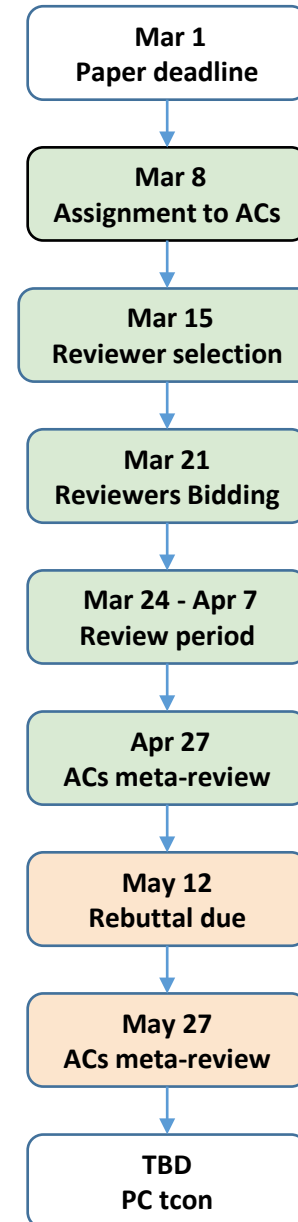 Mar 1
Paper deadline
Mar 8
Assignment to ACs
Mar 15
Reviewer selection
Mar 21
Reviewers Bidding
Mar 24 - Apr 7
Review period
Apr 27
ACs meta-review
May 12
Rebuttal due
May 27
ACs meta-review
TBD
PC tcon